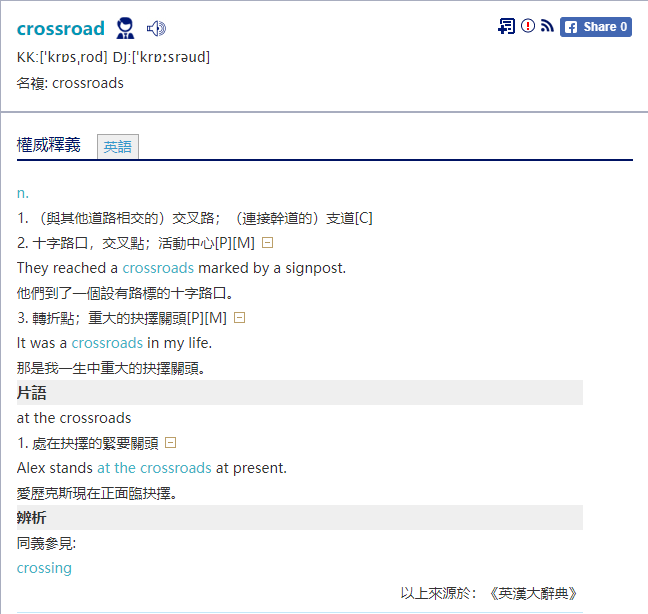 crossroad
Share 0
KK:[ˈkrɒsˌrod] DJ:[ˈkrɒːsrəud]
名複: crossroads
權威釋義 英語
n.
1. （與其他道路相交的）交叉路；（連接幹道的）支道[C]
2. 十字路口，交叉點；活動中心[P][M]
They reached a crossroads marked by a signpost.
他們到了一個設有路標的十字路口。
3. 轉折點；重大的抉擇關頭[P][M]
It was a crossroads in my life.
那是我一生中重大的抉擇關頭。
片語
at the crossroads
1. 處在抉擇的緊要關頭
Alex stands at the crossroads at present.
愛歷克斯現在正面臨抉擇。
辨析
同義參見:
crossing
以上來源於：《英漢大辭典》